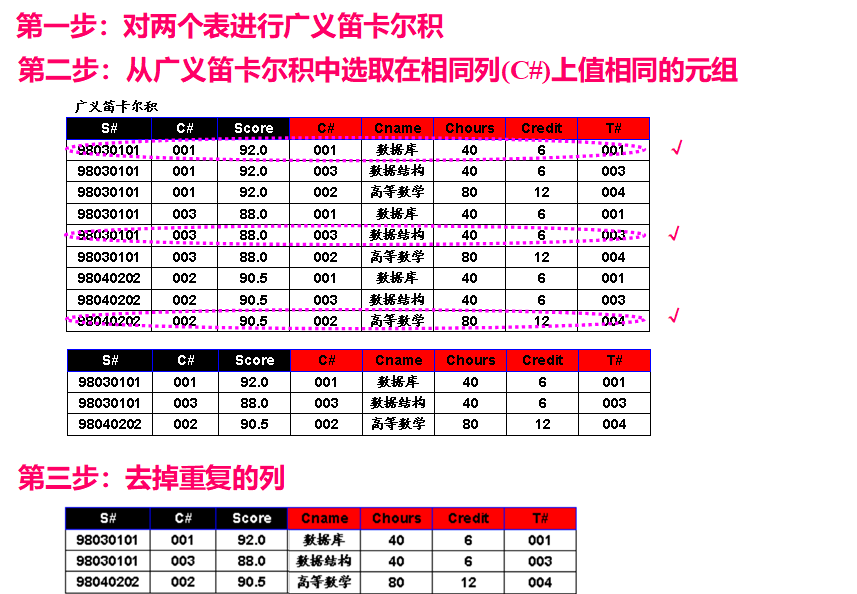 第一步：对两个表进行广义笛卡尔积
第二步：从广义笛卡尔积中选取在相同列(C#)上值相同的元组
广义笛卡尔积
S# C# Score C# Cname Chours Credit T#
98030101 001 92.0 001 数据库 40 6 001 √
98030101 001 92.0 003 数据结构 40 6 003
98030101 001 92.0 002 高等数学 80 12 004
98030101 003 88.0 001 数据库 40 6 001
98030101 003 88.0 003 数据结构 40 6 003 √
98030101 003 88.0 002 高等数学 80 12 004
98040202 002 90.5 001 数据库 40 6 001
98040202 002 90.5 003 数据结构 40 6 003
98040202 002 90.5 002 高等数学 80 12 004 √
S# C# Score C# Cname Chours Credit T#
98030101 001 92.0 001 数据库 40 6 001
98030101 003 88.0 003 数据结构 40 6 003
98040202 002 90.5 002 高等数学 80 12 004
第三步：去掉重复的列
S# C# Score Cname Chours Credit T#
98030101 001 92.0 数据库 40 6 001
98030101 003 88.0 数据结构 40 6 003
98040202 002 90.5 高等数学 80 12 004